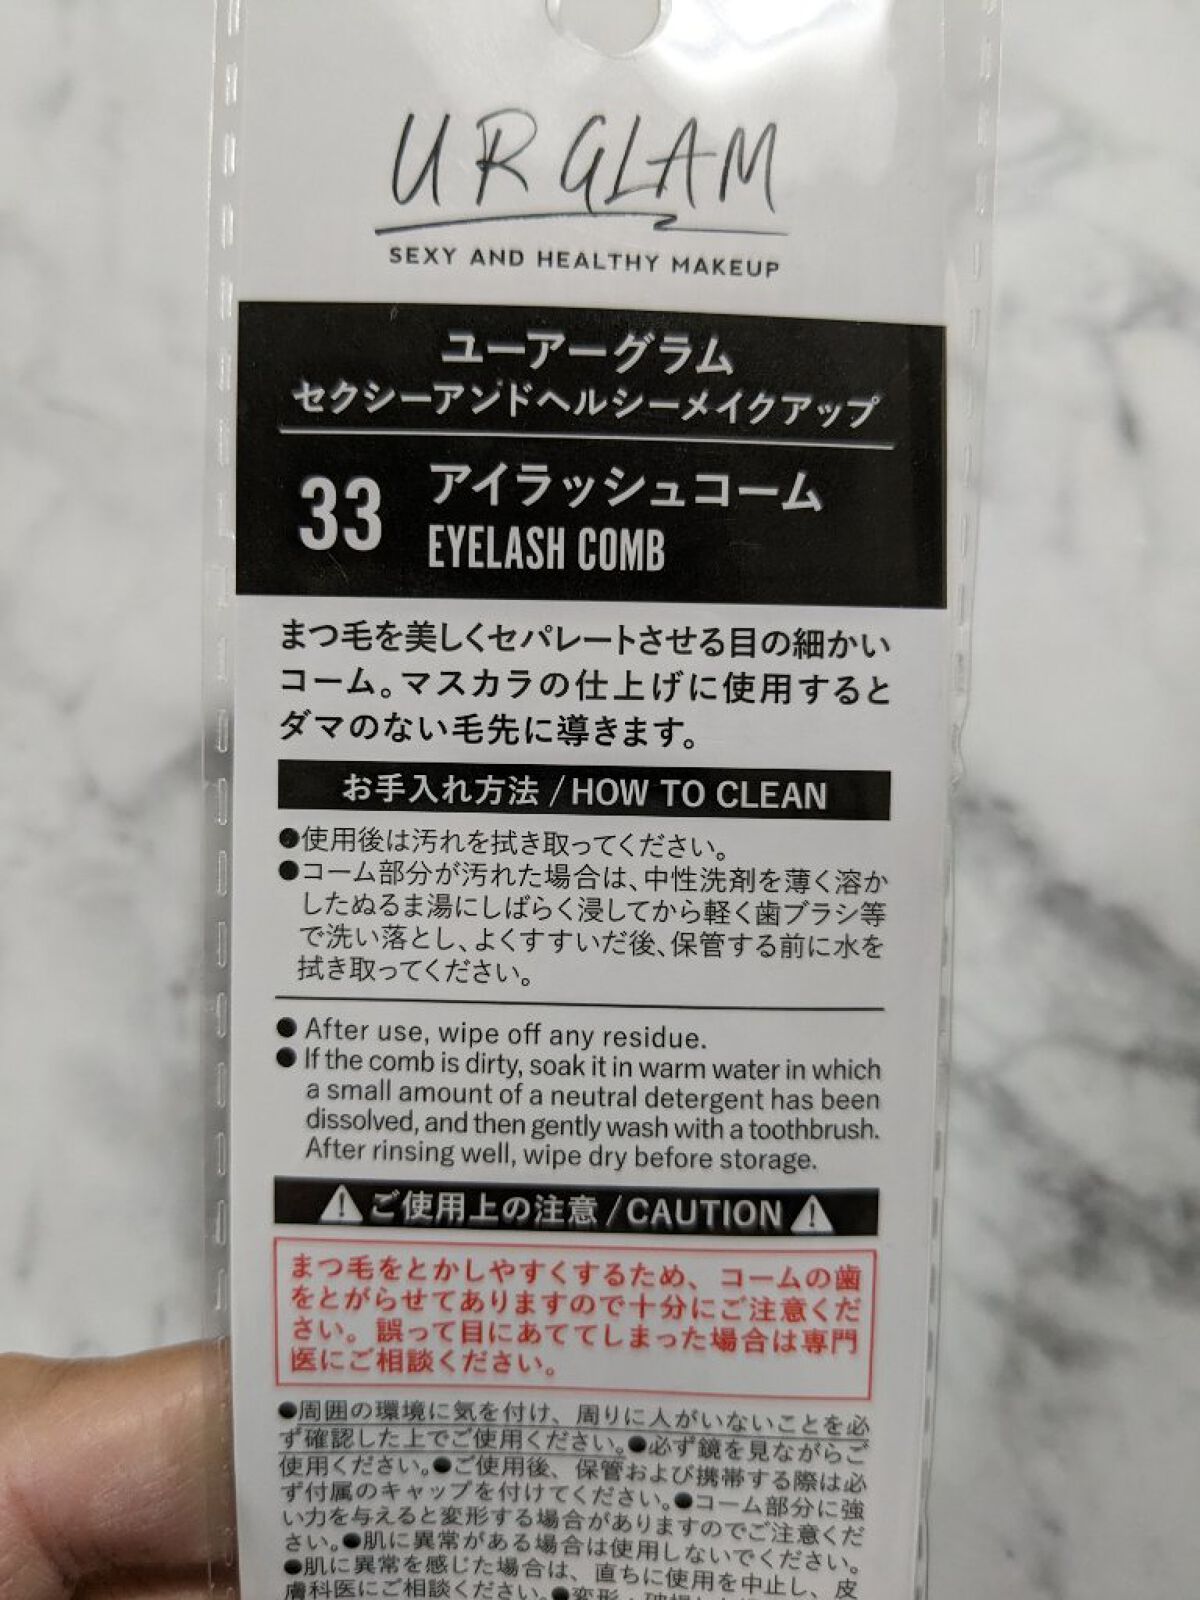 UR GLAM
SEXY AND HEALTHY MAKEUP
ユーアーグラム
セクシーアンドヘルシーメイクアップ
33 アイラッシュコーム
EYELASH COMB
まつ毛を美しくセパレートさせる目の細かい
コーム。マスカラの仕上げに使用すると
ダマのない毛先に導きます。
お手入れ方法 / HOW TO CLEAN
●使用後は汚れを拭き取ってください。
●コーム部分が汚れた場合は、中性洗剤を薄く溶か
したぬるま湯にしばらく浸してから軽く歯ブラシ等
で洗い落とし、よくすすいだ後、保管する前に水を
拭き取ってください。
● After use, wipe off any residue.
● If the comb is dirty, soak it in warm water in which
a small amount of a neutral detergent has been
dissolved, and then gently wash with a toothbrush.
After rinsing well, wipe dry before storage.
⚠ご使用上の注意 / CAUTION⚠
まつ毛をとかしやすくするため、コームの歯
をとがらせてありますので十分にご注意くだ
さい。誤って目にあててしまった場合は専門
医にご相談ください。
●周囲の環境に気を付け、周りに人がいないことを必
ず確認した上でご使用ください。●必ず鏡を見ながらご
使用ください。●ご使用後、保管および携帯する際は必
ず付属のキャップを付けてください。●コーム部分に強
い力を与えると変形する場合がありますのでご注意くだ
さい。●肌に異常がある場合は使用しないでください。
●肌に異常を感じた場合は、直ちに使用を中止し、皮
膚科医にご相談ください。●変形・破損した